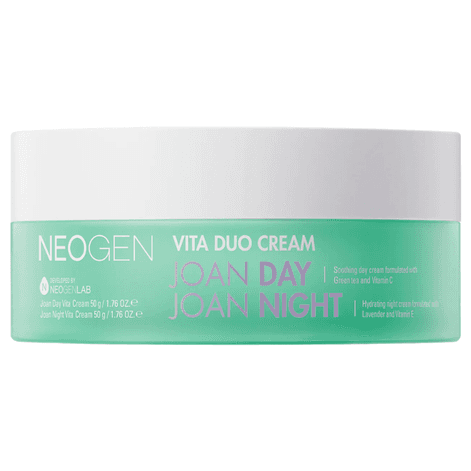 NEOGEN
N
DEVELOPED BY
NEOGENLAB
Joan Day Vita Cream 50 g / 1.76 OZ. ℮
Joan Night Vita Cream 50 g / 1.76 OZ. ℮
VITA DUO CREAM
JOAN DAY
JOAN NIGHT
Soothing day cream formulated with
Green tea and Vitamin C
Hydrating night cream formulated with
Lavender and Vitamin E